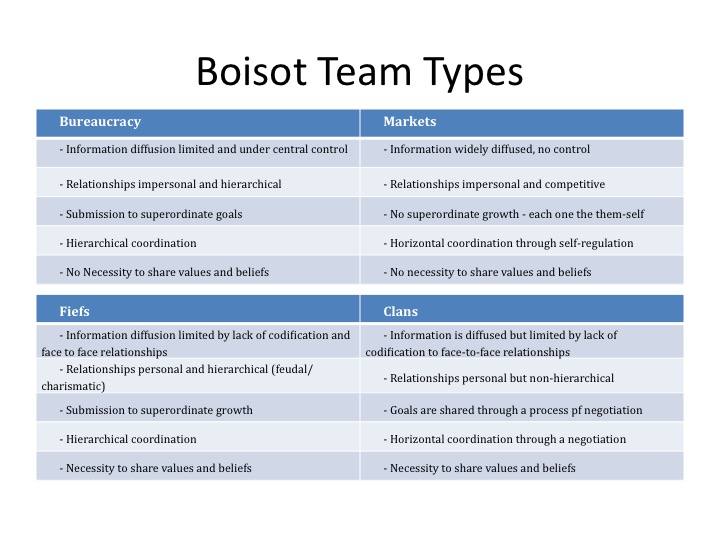 Boisot Team Types
Bureaucracy
Markets
- Information diffusion limited and under central control
- Information widely diffused, no control
- Relationships impersonal and hierarchical
- Relationships impersonal and competitive
- Submission to superordinate goals
- No superordinate growth - each one the them-self
- Hierarchical coordination
- Horizontal coordination through self-regulation
- No Necessity to share values and beliefs
- No necessity to share values and beliefs
Fiefs
Clans
- Information diffusion limited by lack of codification and
face to face relationships
- Information is diffused but limited by lack of
codification to face-to-face relationships
- Relationships personal and hierarchical (feudal/
charismatic)
- Relationships personal but non-hierarchical
- Submission to superordinate growth
- Goals are shared through a process pf negotiation
- Hierarchical coordination
- Horizontal coordination through a negotiation
- Necessity to share values and beliefs
- Necessity to share values and beliefs